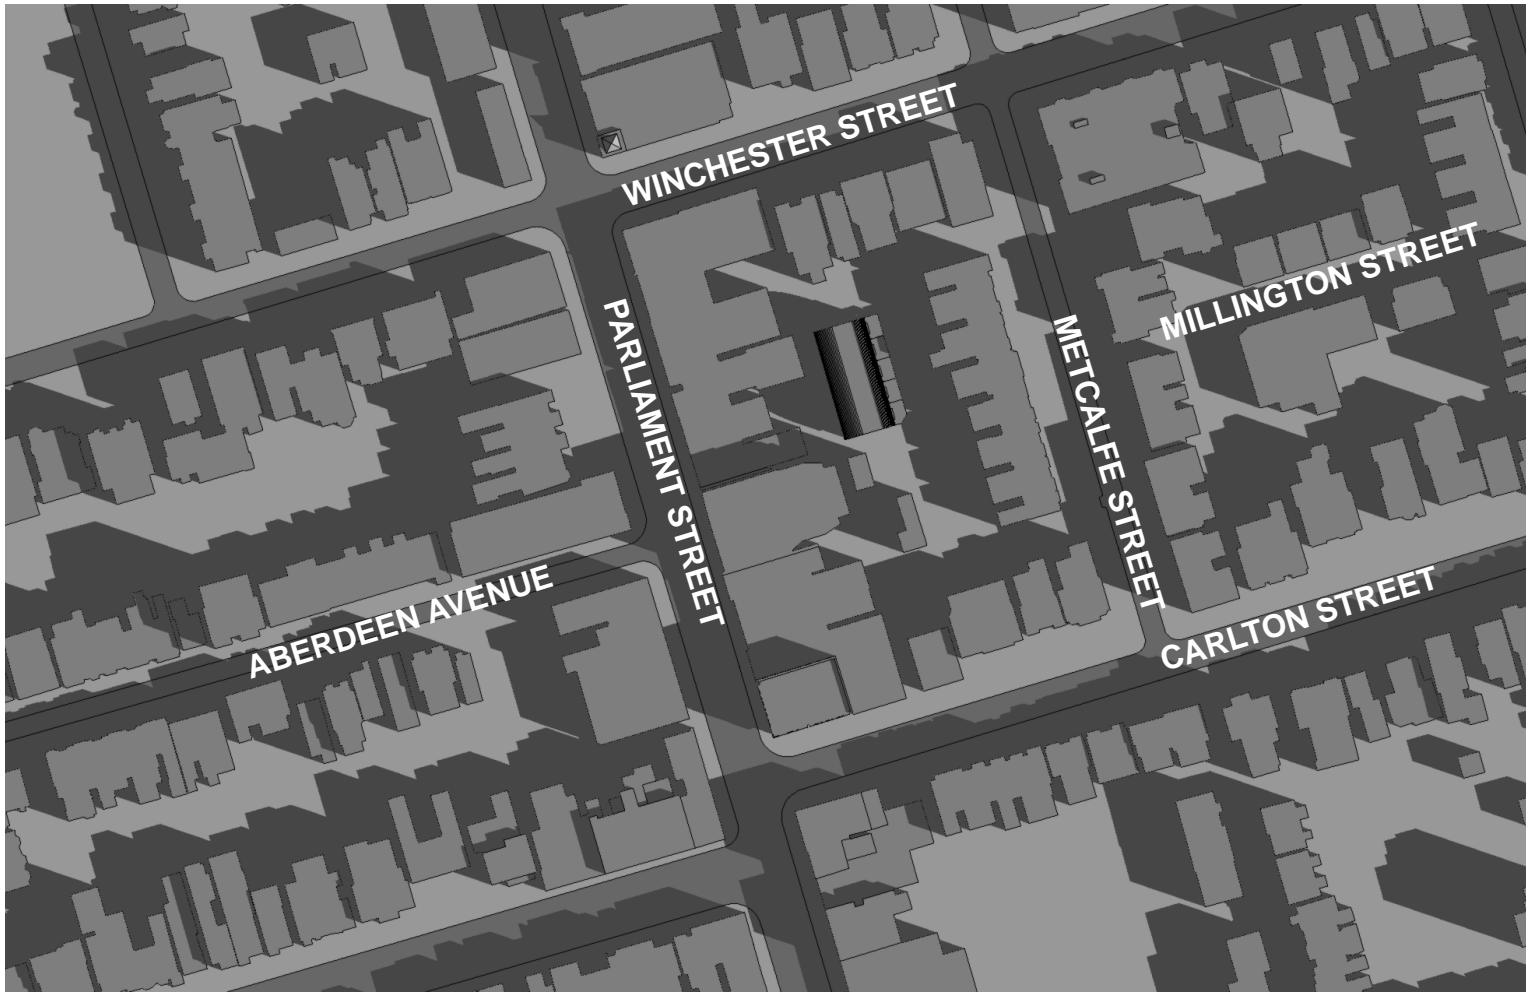 WINCHESTER STREET
MILLINGTON STREET
PARLIAMENT STREET
METCALFE STREET
ABERDEEN AVENUE
CARLTON STREET